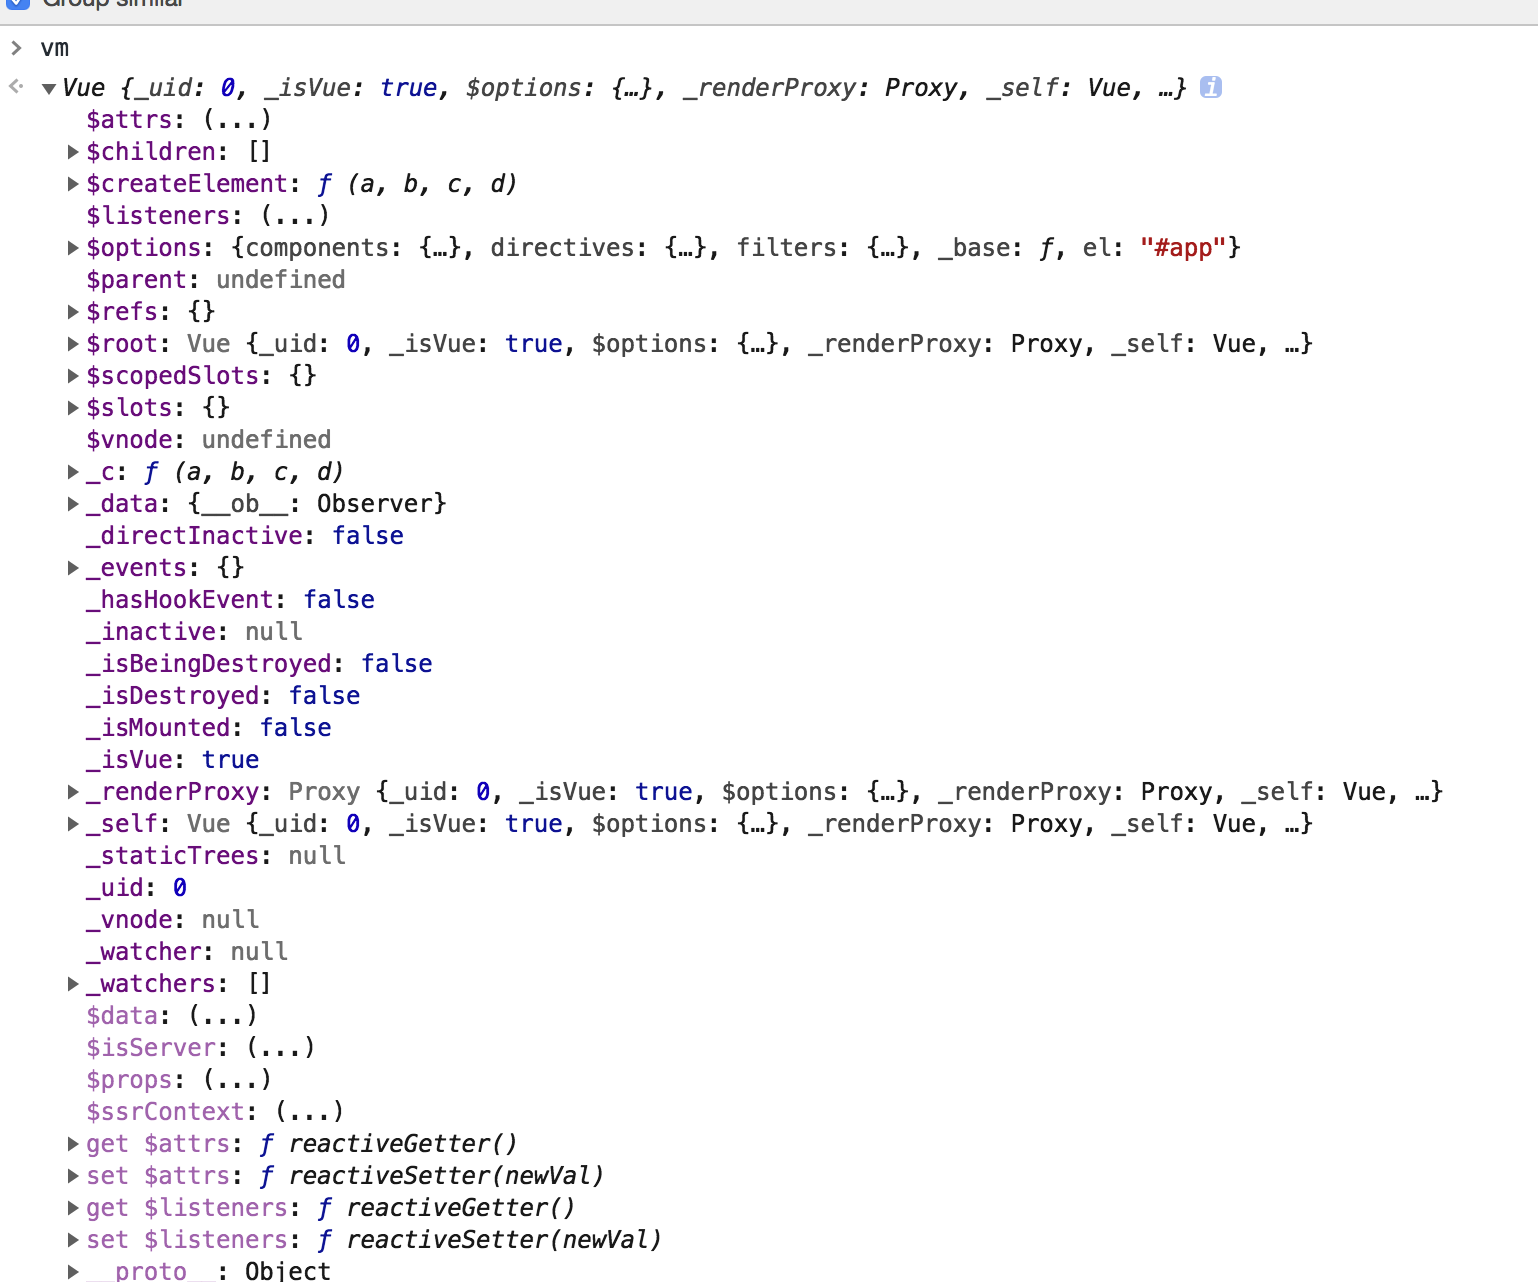 Group similar
vm
Vue {_uid: 0, _isVue: true, $options: {…}, _renderProxy: Proxy, _self: Vue, …} i
$attrs: (...)
$children: []
$createElement: ƒ (a, b, c, d)
$listeners: (...)
$options: {components: {…}, directives: {…}, filters: {…}, _base: ƒ, el: "#app"}
$parent: undefined
$refs: {}
$root: Vue {_uid: 0, _isVue: true, $options: {…}, _renderProxy: Proxy, _self: Vue, …}
$scopedSlots: {}
$slots: {}
$vnode: undefined
_c: ƒ (a, b, c, d)
_data: {__ob__: Observer}
_directInactive: false
_events: {}
_hasHookEvent: false
_inactive: null
_isBeingDestroyed: false
_isDestroyed: false
_isMounted: false
_isVue: true
_renderProxy: Proxy {_uid: 0, _isVue: true, $options: {…}, _renderProxy: Proxy, _self: Vue, …}
_self: Vue {_uid: 0, _isVue: true, $options: {…}, _renderProxy: Proxy, _self: Vue, …}
_staticTrees: null
_uid: 0
_vnode: null
_watcher: null
_watchers: []
$data: (...)
$isServer: (...)
$props: (...)
$ssrContext: (...)
get $attrs: ƒ reactiveGetter()
set $attrs: ƒ reactiveSetter(newVal)
get $listeners: ƒ reactiveGetter()
set $listeners: ƒ reactiveSetter(newVal)
__proto__: Object